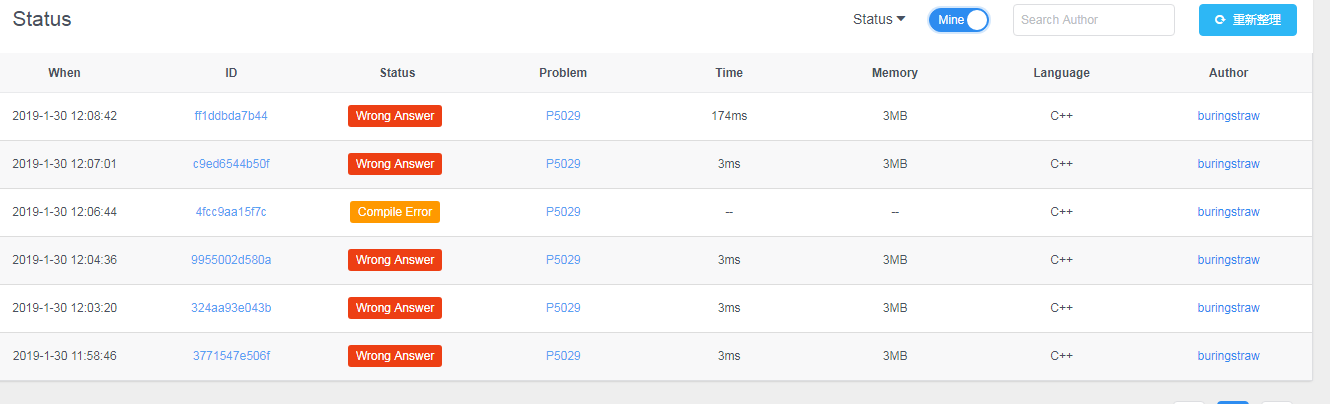 Status
Status
Mine
Search Author
重新整理
When ID Status Problem Time Memory Language Author
2019-1-30 12:08:42 ff1ddbda7b44 Wrong Answer P5029 174ms 3MB C++ buringstraw
2019-1-30 12:07:01 c9ed6544b50f Wrong Answer P5029 3ms 3MB C++ buringstraw
2019-1-30 12:06:44 4fcc9aa15f7c Compile Error P5029 -- -- C++ buringstraw
2019-1-30 12:04:36 9955002d580a Wrong Answer P5029 3ms 3MB C++ buringstraw
2019-1-30 12:03:20 324aa93e043b Wrong Answer P5029 3ms 3MB C++ buringstraw
2019-1-30 11:58:46 3771547e506f Wrong Answer P5029 3ms 3MB C++ buringstraw